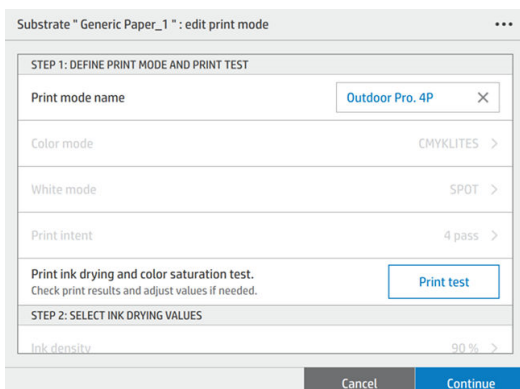 Substrate " Generic Paper_1 " : edit print mode
STEP 1: DEFINE PRINT MODE AND PRINT TEST
Print mode name Outdoor Pro. 4P
Color mode CMYKLITES
White mode SPOT
Print intent 4 pass
Print ink drying and color saturation test.
Check print results and adjust values if needed.
Print test
STEP 2: SELECT INK DRYING VALUES
Ink density 90 %
Cancel Continue